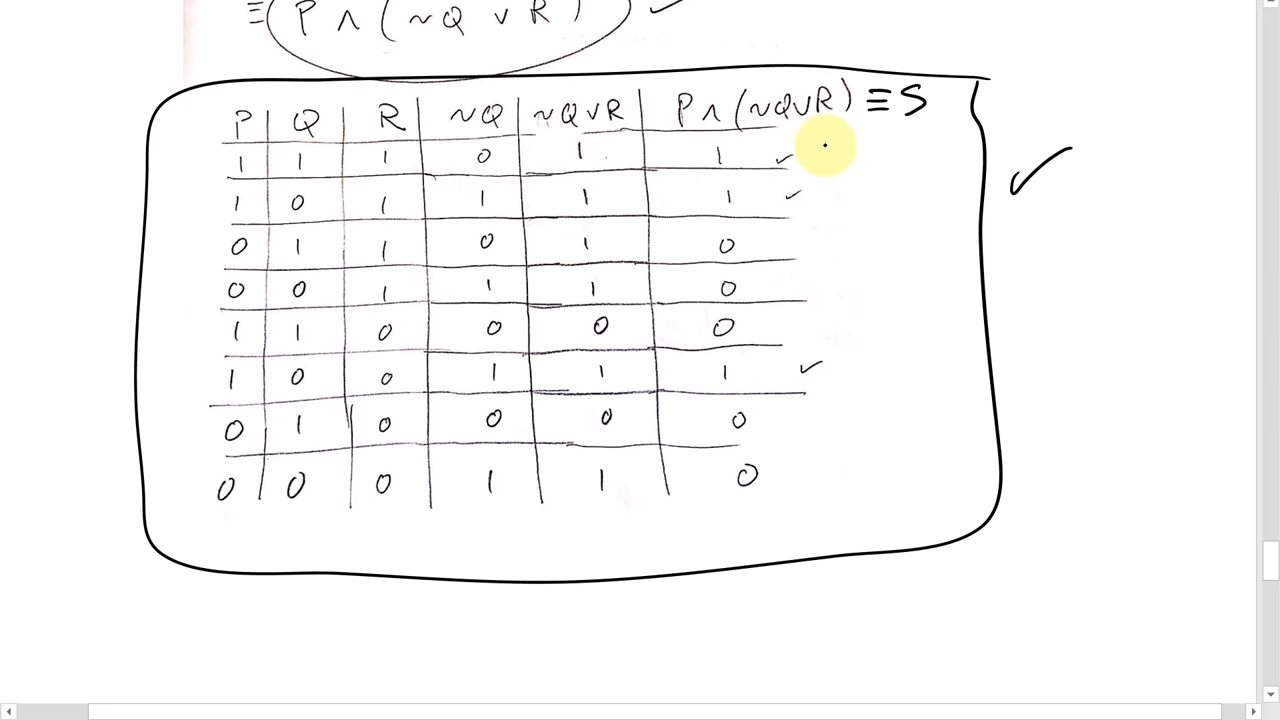 ≡ P ∧ ( ~Q ∨ R )
P Q R ~Q ~Q∨R P∧(~Q∨R) ≡ S
1 1 1 0 1 1 ✓
1 0 1 1 1 1 ✓
0 1 1 0 1 0
0 0 1 1 1 0
1 1 0 0 0 0
1 0 0 1 1 1 ✓
0 1 0 0 0 0
0 0 0 1 1 0